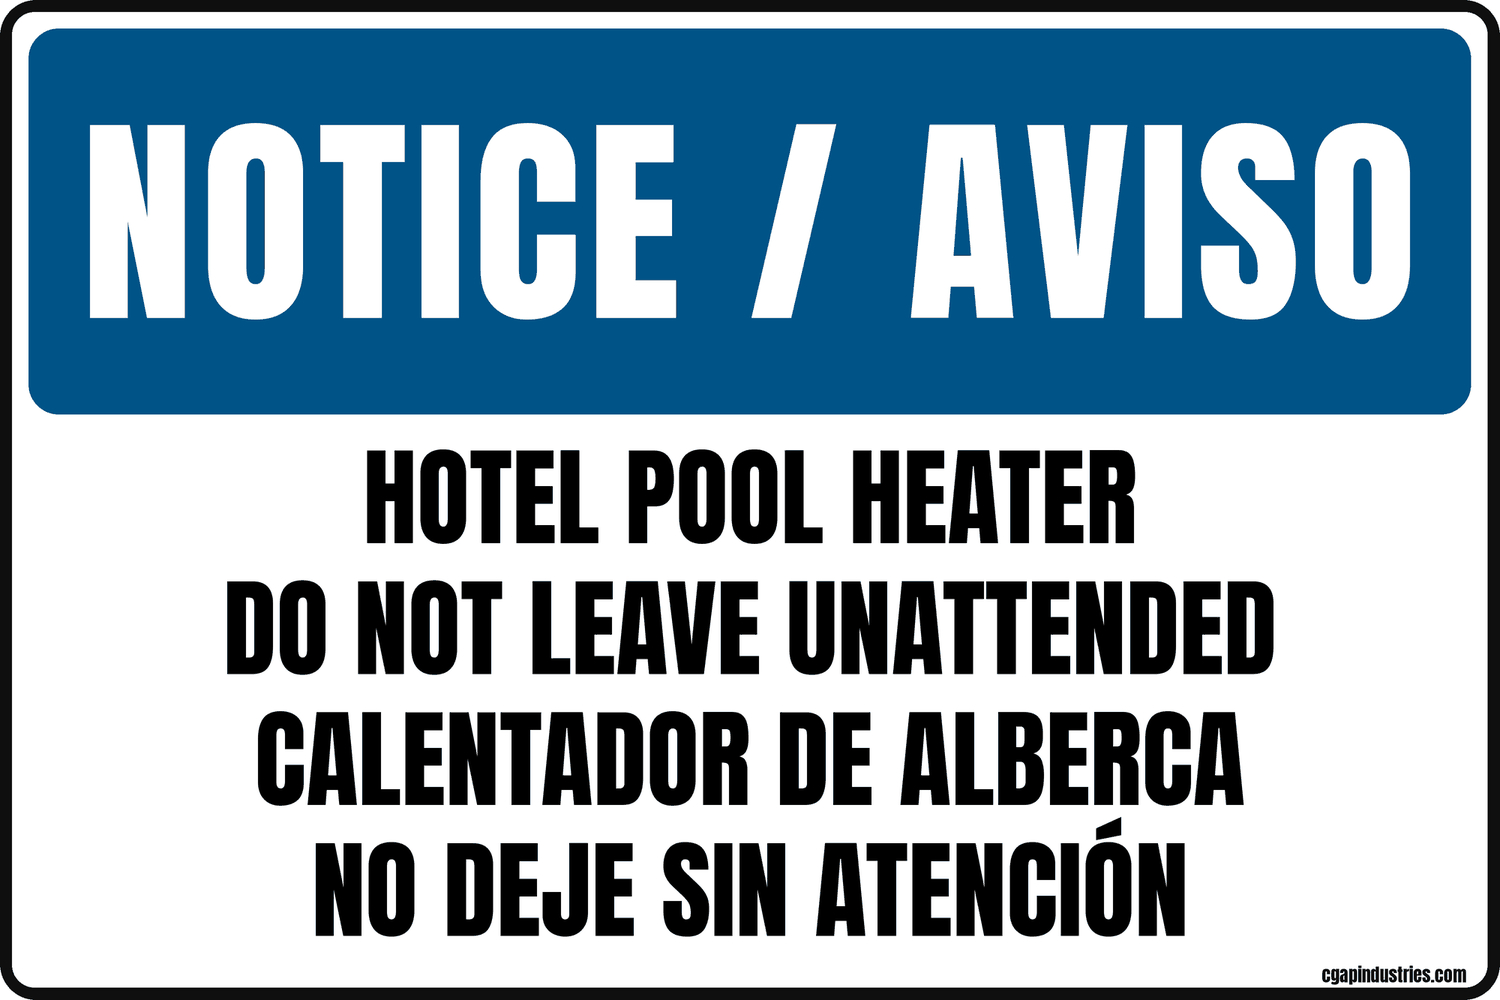 NOTICE / AVISO
HOTEL POOL HEATER
DO NOT LEAVE UNATTENDED
CALENTADOR DE ALBERCA
NO DEJE SIN ATENCIÓN
cgapindustries.com